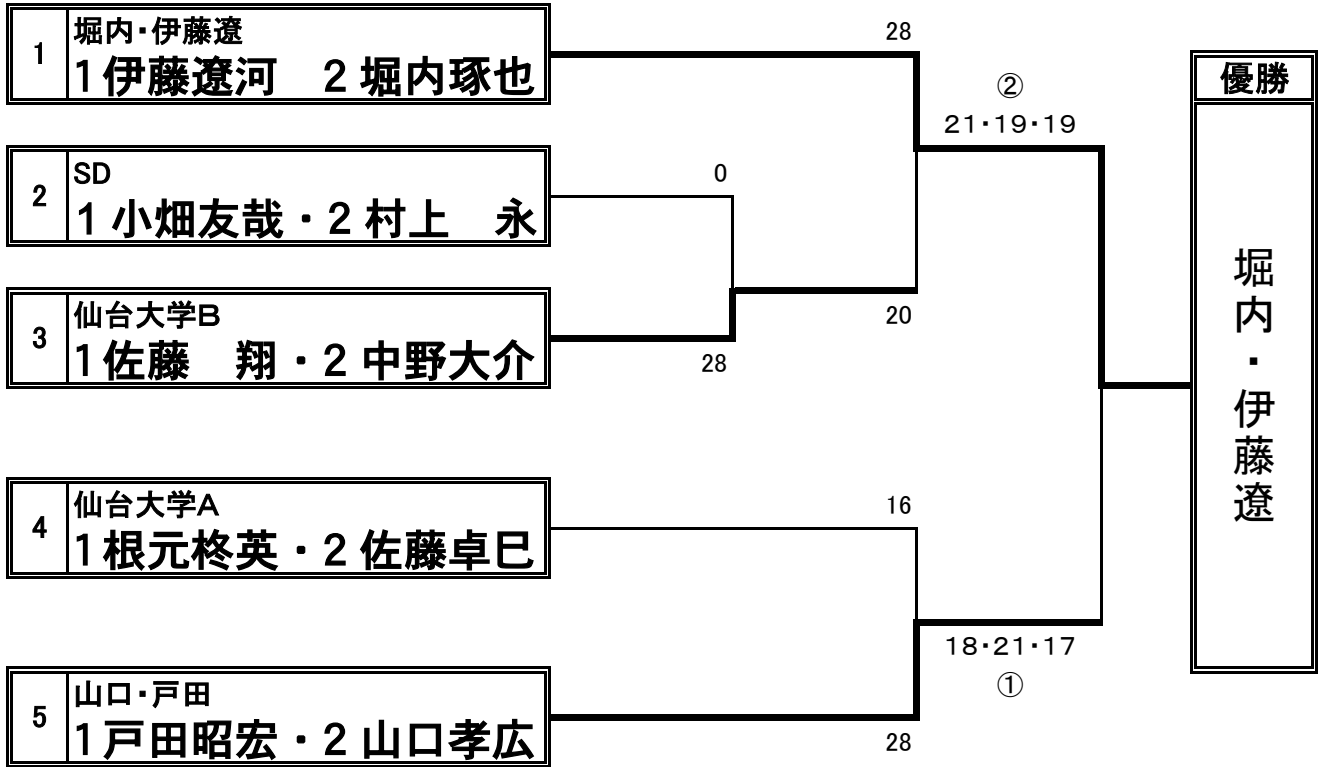 1
堀内・伊藤遼
1伊藤遼河　2 堀内琢也
28
②
21・19・19
優勝
堀内・伊藤遼
2
SD
1 小畑友哉・2 村上　永
0
3
仙台大学B
1佐藤　翔・2 中野大介
28
20
4
仙台大学A
1根元柊英・2 佐藤卓巳
16
18・21・17
①
5
山口・戸田
1戸田昭宏・2 山口孝広
28